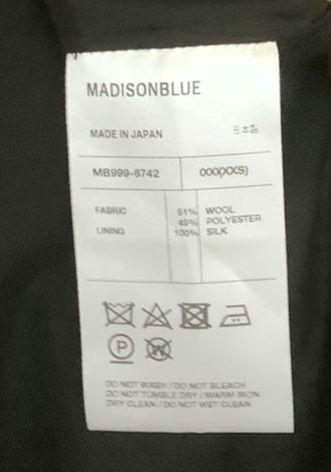 MADISONBLUE
MADE IN JAPAN 日本製
MB999-6742 000(XXS)
FABRIC 51% WOOL
49% POLYESTER
LINING 100% SILK
P W
DO NOT WASH / DO NOT BLEACH
DO NOT TUMBLE DRY / WARM IRON
DRY CLEAN / DO NOT WET CLEAN